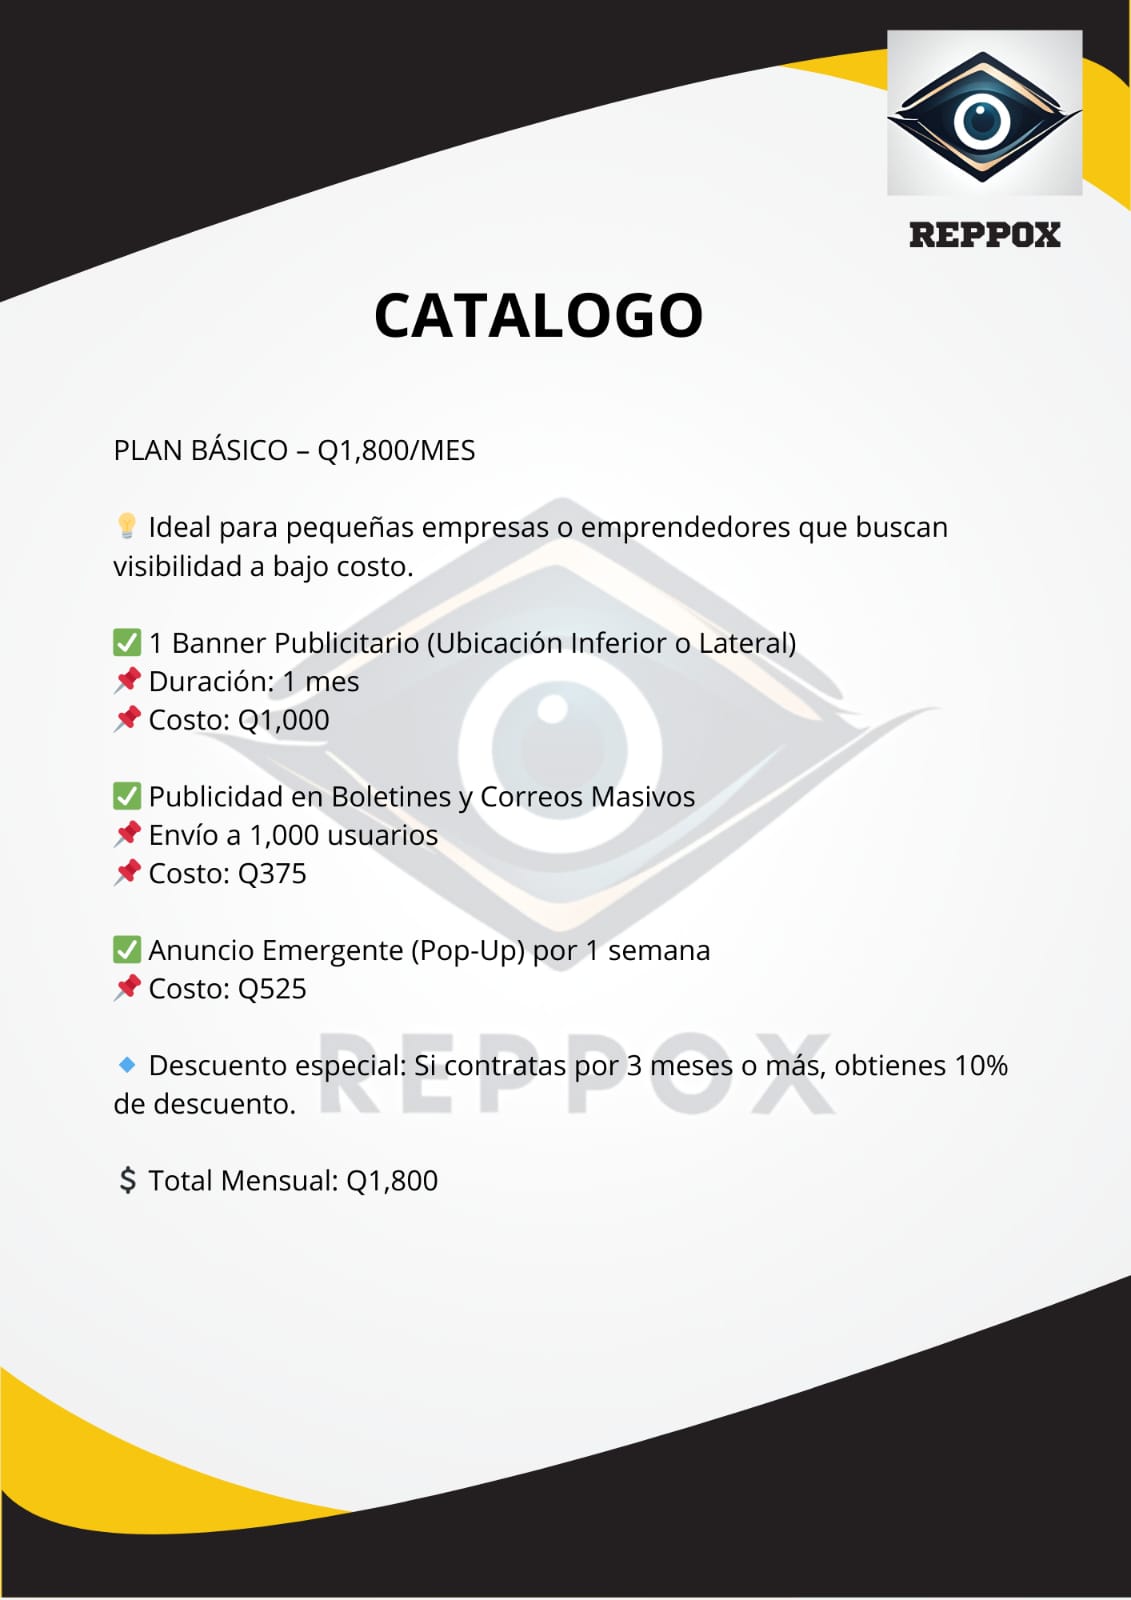 REPPOX
CATALOGO
PLAN BÁSICO – Q1,800/MES
💡 Ideal para pequeñas empresas o emprendedores que buscan
visibilidad a bajo costo.
✅ 1 Banner Publicitario (Ubicación Inferior o Lateral)
📌 Duración: 1 mes
📌 Costo: Q1,000
✅ Publicidad en Boletines y Correos Masivos
📌 Envío a 1,000 usuarios
📌 Costo: Q375
✅ Anuncio Emergente (Pop-Up) por 1 semana
📌 Costo: Q525
🔹 Descuento especial: Si contratas por 3 meses o más, obtienes 10%
de descuento.
REPPOX
💲 Total Mensual: Q1,800